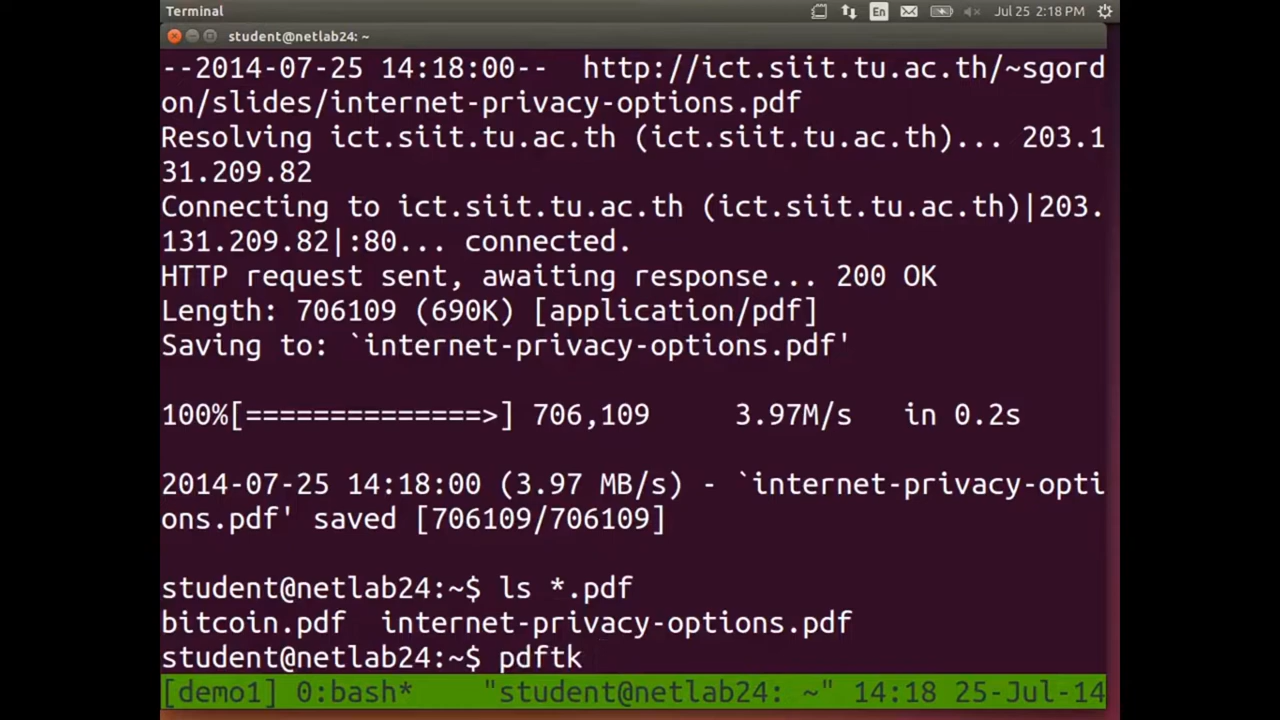 Terminal
En
Jul 25 2:18 PM
student@netlab24: ~
--2014-07-25 14:18:00--  http://ict.siit.tu.ac.th/~sgord
on/slides/internet-privacy-options.pdf
Resolving ict.siit.tu.ac.th (ict.siit.tu.ac.th)... 203.1
31.209.82
Connecting to ict.siit.tu.ac.th (ict.siit.tu.ac.th)|203.
131.209.82|:80... connected.
HTTP request sent, awaiting response... 200 OK
Length: 706109 (690K) [application/pdf]
Saving to: `internet-privacy-options.pdf'
100%[==============>] 706,109     3.97M/s   in 0.2s
2014-07-25 14:18:00 (3.97 MB/s) - `internet-privacy-opti
ons.pdf' saved [706109/706109]
student@netlab24:~$ ls *.pdf
bitcoin.pdf  internet-privacy-options.pdf
student@netlab24:~$ pdftk
[demo1] 0:bash*    "student@netlab24: ~" 14:18 25-Jul-14